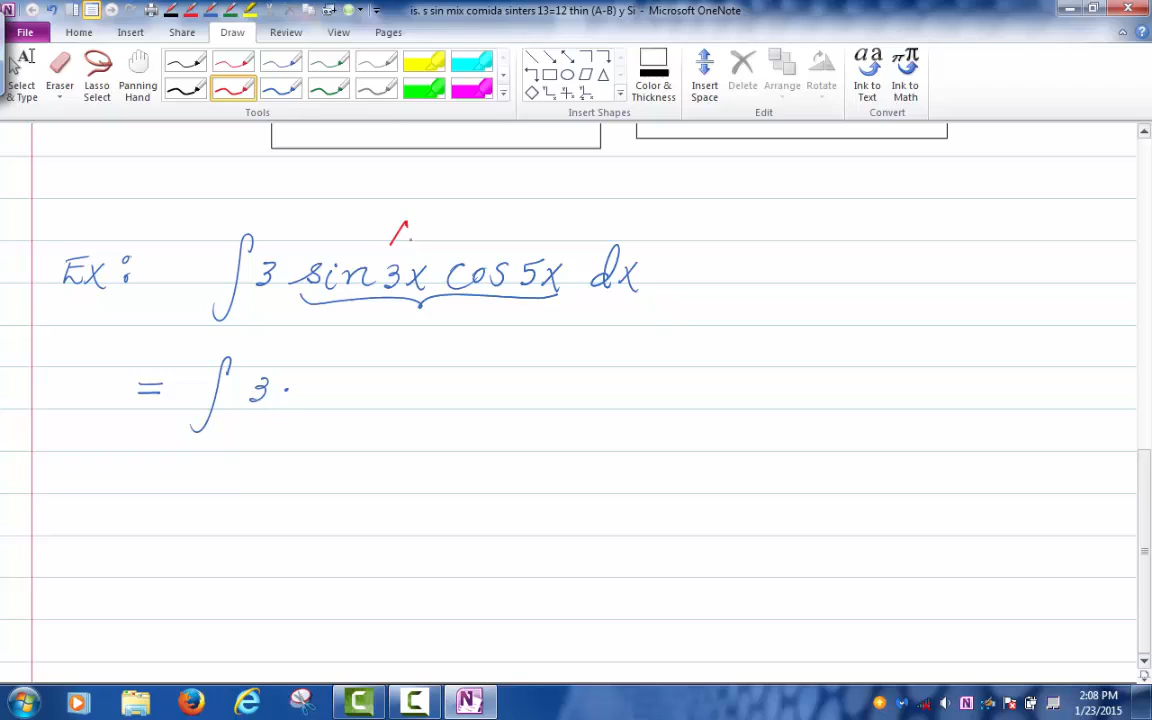 is. s sin mix comida sinters 13=12 thin (A-B) y Si - Microsoft OneNote
File Home Insert Share Draw Review View Pages
Select & Type Eraser Lasso Select Panning Hand Color & Thickness Insert Space Delete Arrange Rotate Ink to Text Ink to Math
Tools Insert Shapes Edit Convert
Ex: ∫ 3 sin 3x cos 5x dx
= ∫ 3 ·
2:08 PM
1/23/2015